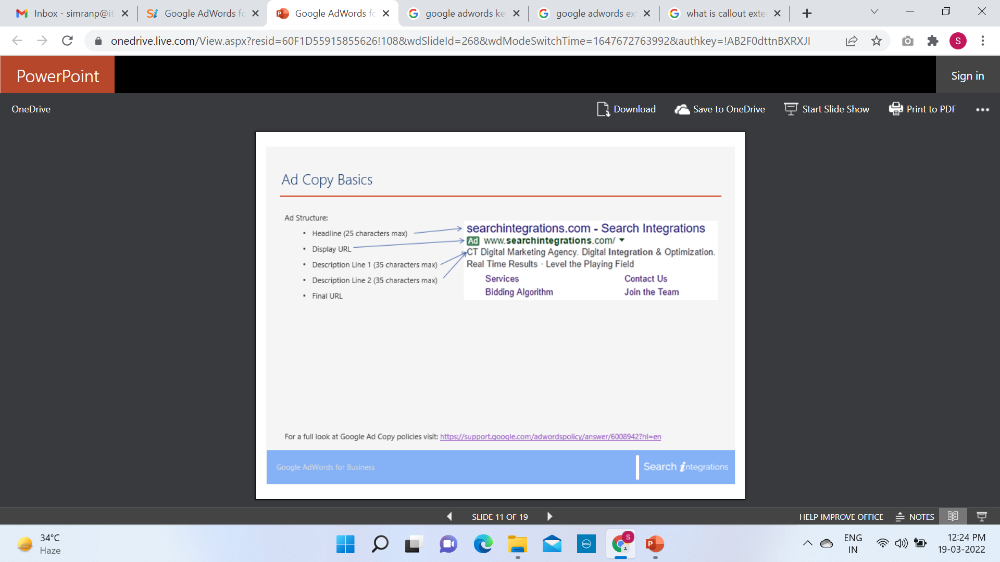 Inbox - simranp@it
Google AdWords fo
Google AdWords fo
google adwords ke
google adwords ex
what is callout exte
onedrive.live.com/View.aspx?resid=60F1D55915855626!108&wdSlideId=268&wdModeSwitchTime=1647672763992&authkey=!AB2F0dttnBXRXJI
S
PowerPoint
Sign in
OneDrive
Download
Save to OneDrive
Start Slide Show
Print to PDF
Ad Copy Basics
Ad Structure:
• Headline (25 characters max)
• Display URL
• Description Line 1 (35 characters max)
• Description Line 2 (35 characters max)
• Final URL
searchintegrations.com - Search Integrations
Ad www.searchintegrations.com/
CT Digital Marketing Agency. Digital Integration & Optimization.
Real Time Results · Level the Playing Field
Services Contact Us
Bidding Algorithm Join the Team
For a full look at Google Ad Copy policies visit: https://support.google.com/adwordspolicy/answer/6008942?hl=en
Google AdWords for Business
Search integrations
SLIDE 11 OF 19
HELP IMPROVE OFFICE
NOTES
34°C
Haze
DELL
S
P
ENG
IN
12:24 PM
19-03-2022